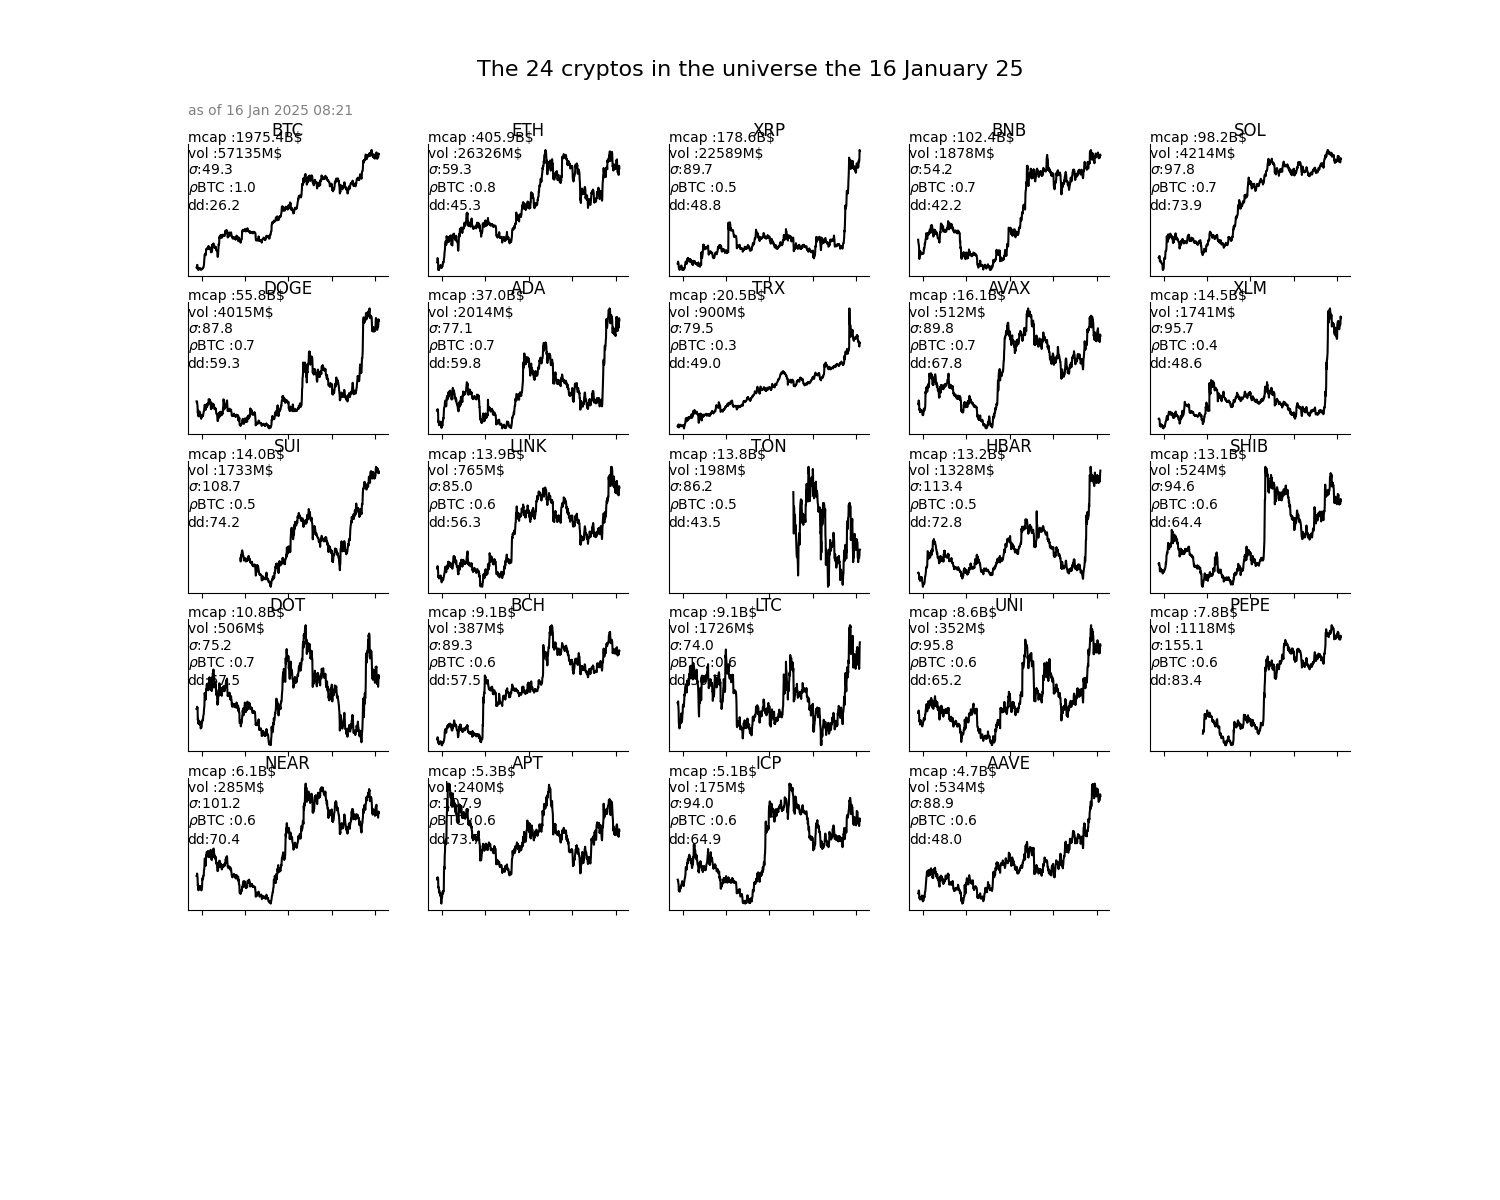 The 24 cryptos in the universe the 16 January 25
as of 16 Jan 2025 08:21
BTC
mcap :1975.4B$
vol :57135M$
σ:49.3
ρBTC :1.0
dd:26.2
ETH
mcap :405.9B$
vol :26326M$
σ:59.3
ρBTC :0.8
dd:45.3
XRP
mcap :178.6B$
vol :22589M$
σ:89.7
ρBTC :0.5
dd:48.8
BNB
mcap :102.4B$
vol :1878M$
σ:54.2
ρBTC :0.7
dd:42.2
SOL
mcap :98.2B$
vol :4214M$
σ:97.8
ρBTC :0.7
dd:73.9
DOGE
mcap :55.8B$
vol :4015M$
σ:87.8
ρBTC :0.7
dd:59.3
ADA
mcap :37.0B$
vol :2014M$
σ:77.1
ρBTC :0.7
dd:59.8
TRX
mcap :20.5B$
vol :900M$
σ:79.5
ρBTC :0.3
dd:49.0
AVAX
mcap :16.1B$
vol :512M$
σ:89.8
ρBTC :0.7
dd:67.8
XLM
mcap :14.5B$
vol :1741M$
σ:95.7
ρBTC :0.4
dd:48.6
SUI
mcap :14.0B$
vol :1733M$
σ:108.7
ρBTC :0.5
dd:74.2
LINK
mcap :13.9B$
vol :765M$
σ:85.0
ρBTC :0.6
dd:56.3
TON
mcap :13.8B$
vol :198M$
σ:86.2
ρBTC :0.5
dd:43.5
HBAR
mcap :13.2B$
vol :1328M$
σ:113.4
ρBTC :0.5
dd:72.8
SHIB
mcap :13.1B$
vol :524M$
σ:94.6
ρBTC :0.6
dd:64.4
DOT
mcap :10.8B$
vol :506M$
σ:75.2
ρBTC :0.7
BCH
mcap :9.1B$
vol :387M$
σ:89.3
ρBTC :0.6
dd:57.5
LTC
mcap :9.1B$
vol :1726M$
σ:74.0
ρBTC :0.6
UNI
mcap :8.6B$
vol :352M$
σ:95.8
ρBTC :0.6
dd:65.2
PEPE
mcap :7.8B$
vol :1118M$
σ:155.1
ρBTC :0.6
dd:83.4
NEAR
mcap :6.1B$
vol :285M$
σ:101.2
ρBTC :0.6
dd:70.4
APT
mcap :5.3B$
vol :240M$
σ:107.9
ρBTC :0.6
ICP
mcap :5.1B$
vol :175M$
σ:94.0
ρBTC :0.6
dd:64.9
AAVE
mcap :4.7B$
vol :534M$
σ:88.9
ρBTC :0.6
dd:48.0